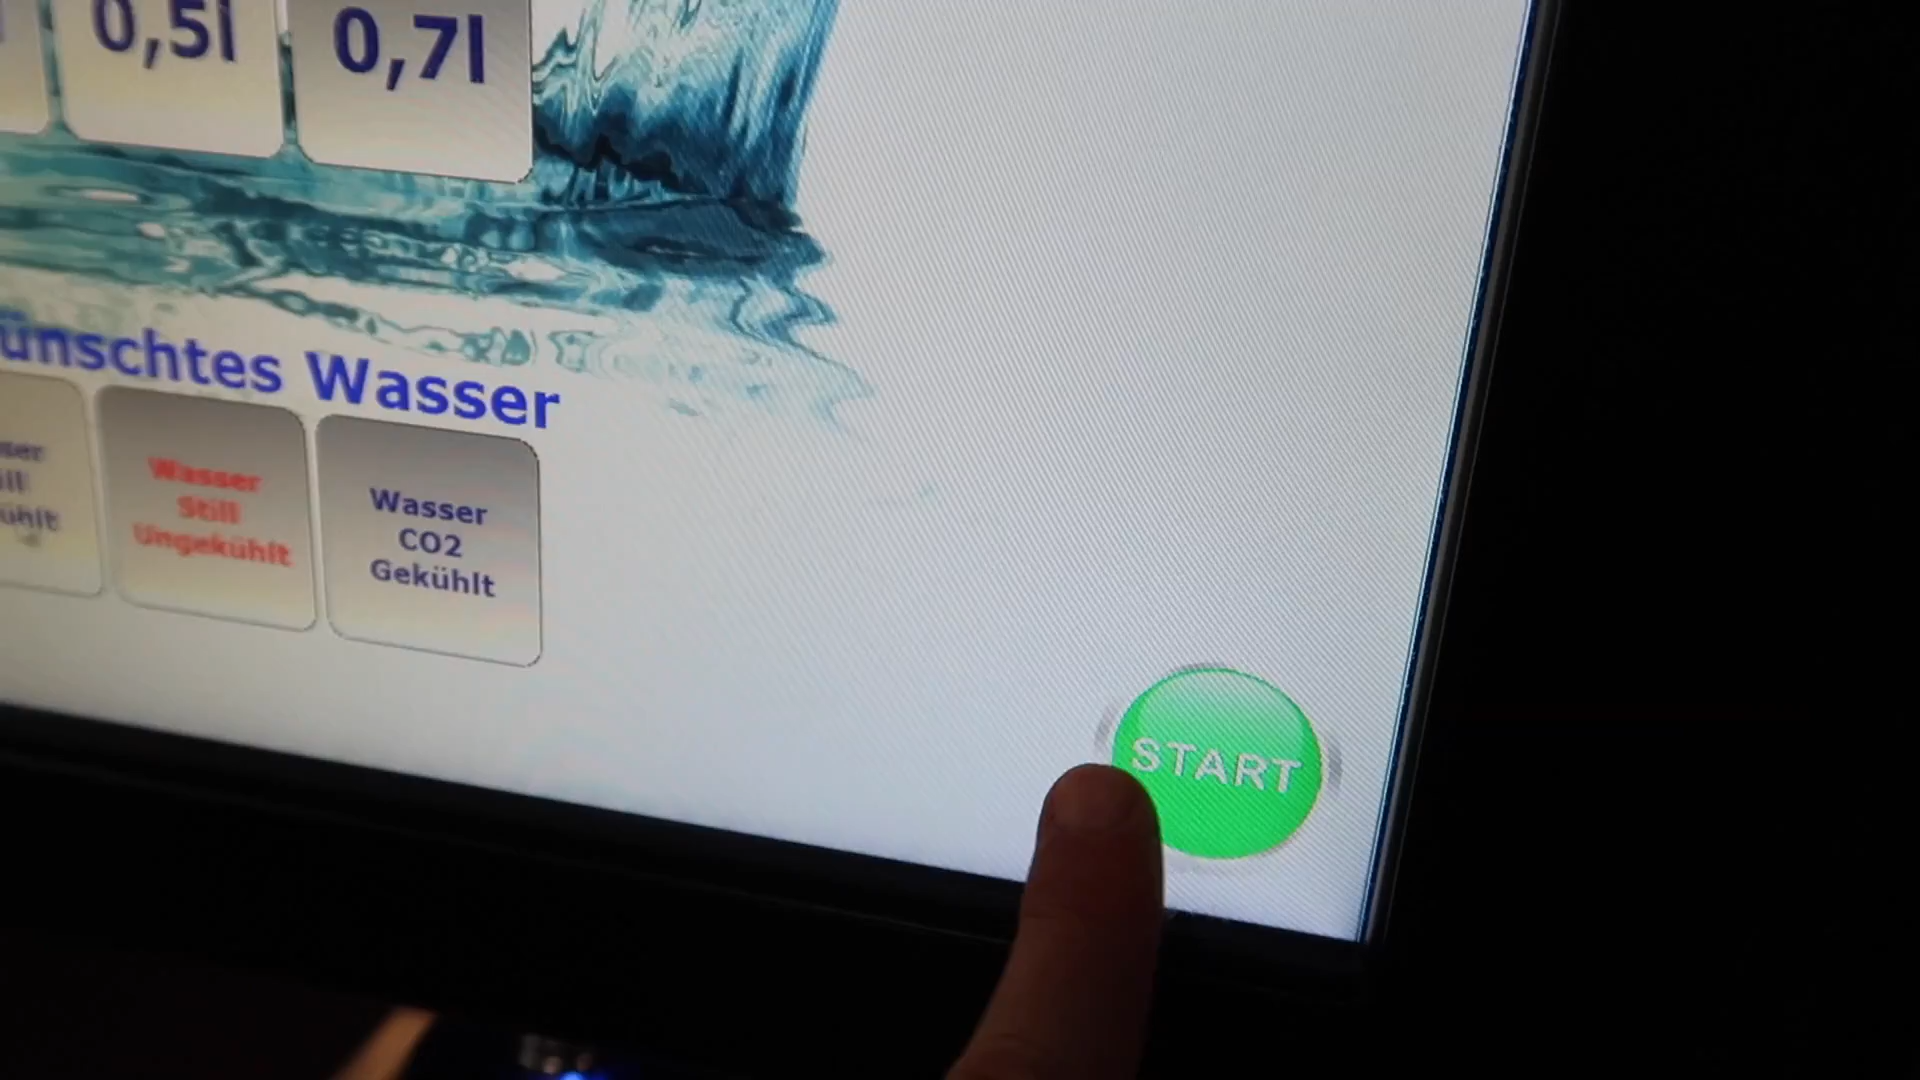 0,5l
0,7l
ünschtes Wasser
Wasser
Still
Ungekühlt
Wasser
CO2
Gekühlt
START